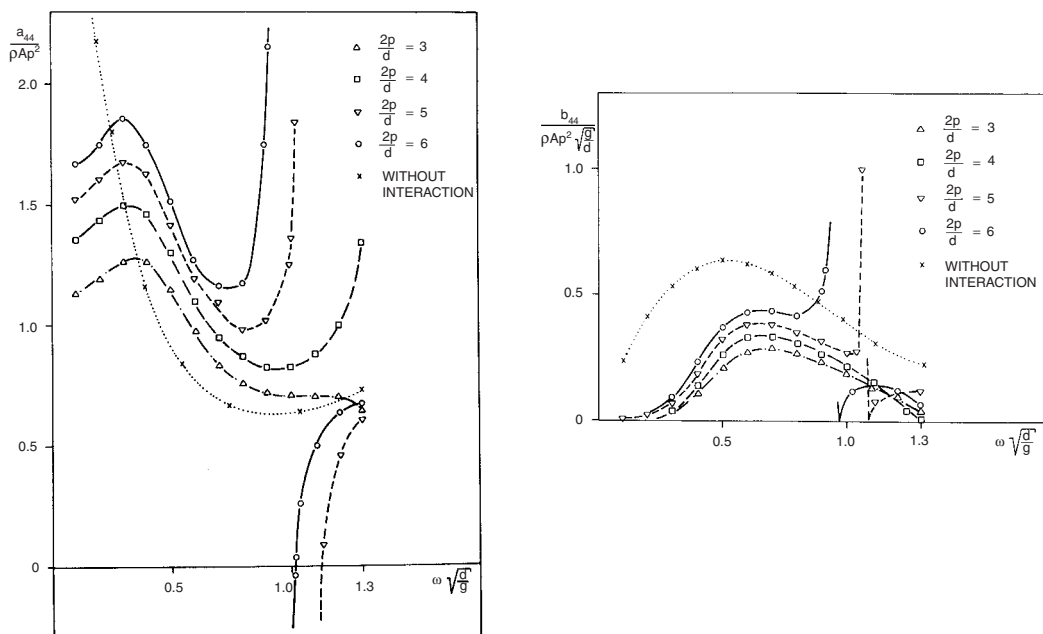 a44
ρAp²
2.0
1.5
1.0
0.5
0
0.5
1.0
1.3
ω √d/g
2p/d = 3
2p/d = 4
2p/d = 5
2p/d = 6
WITHOUT
INTERACTION
b44
ρAp² √g/d
1.0
0.5
0
0.5
1.0
1.3
ω √d/g
2p/d = 3
2p/d = 4
2p/d = 5
2p/d = 6
WITHOUT
INTERACTION